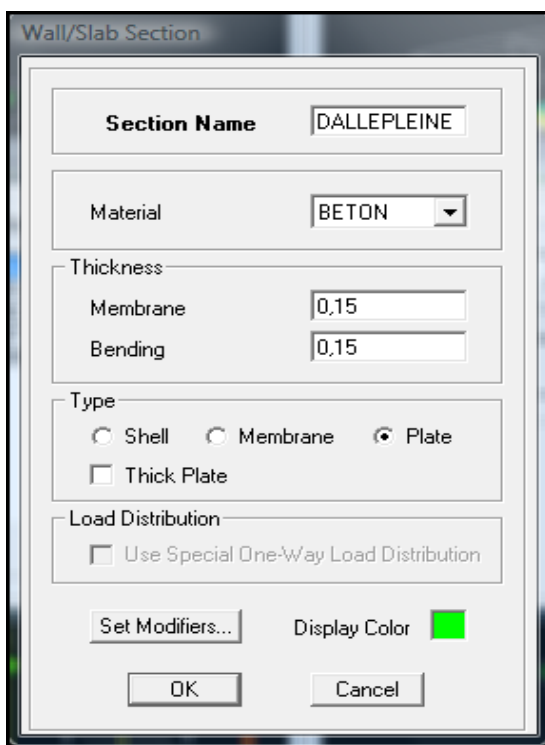 Wall/Slab Section
Section Name DALLEPLEINE
Material BETON
Thickness
Membrane 0,15
Bending 0,15
Type
Shell Membrane Plate
Thick Plate
Load Distribution
Use Special One-Way Load Distribution
Set Modifiers... Display Color
OK Cancel